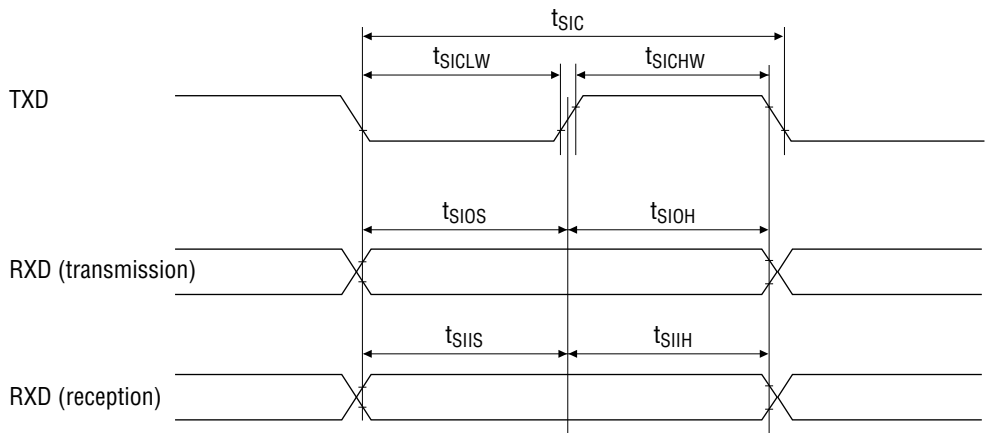 tSIC
tSICLW tSICHW
TXD
tSIOS tSIOH
RXD (transmission)
tSIIS tSIIH
RXD (reception)